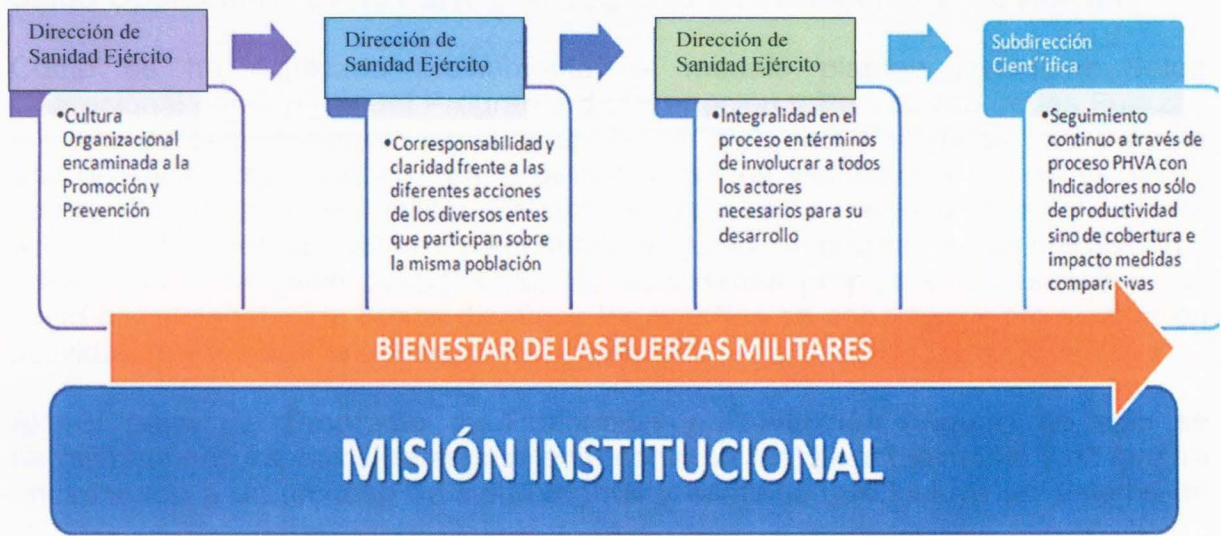 Dirección de
Sanidad Ejército
•Cultura
Organizacional
encaminada a la
Promoción y
Prevención
Dirección de
Sanidad Ejército
•Corresponsabilidad y
claridad frente a las
diferentes acciones
de los diversos entes
que participan sobre
la misma población
Dirección de
Sanidad Ejército
•Integralidad en el
proceso en términos
de involucrar a todos
los actores
necesarios para su
desarrollo
Subdirección
Cient´´ifica
•Seguimiento
continuo a través de
proceso PHVA con
Indicadores no sólo
de productividad
sino de cobertura e
impacto medidas
comparativas
BIENESTAR DE LAS FUERZAS MILITARES
MISIÓN INSTITUCIONAL